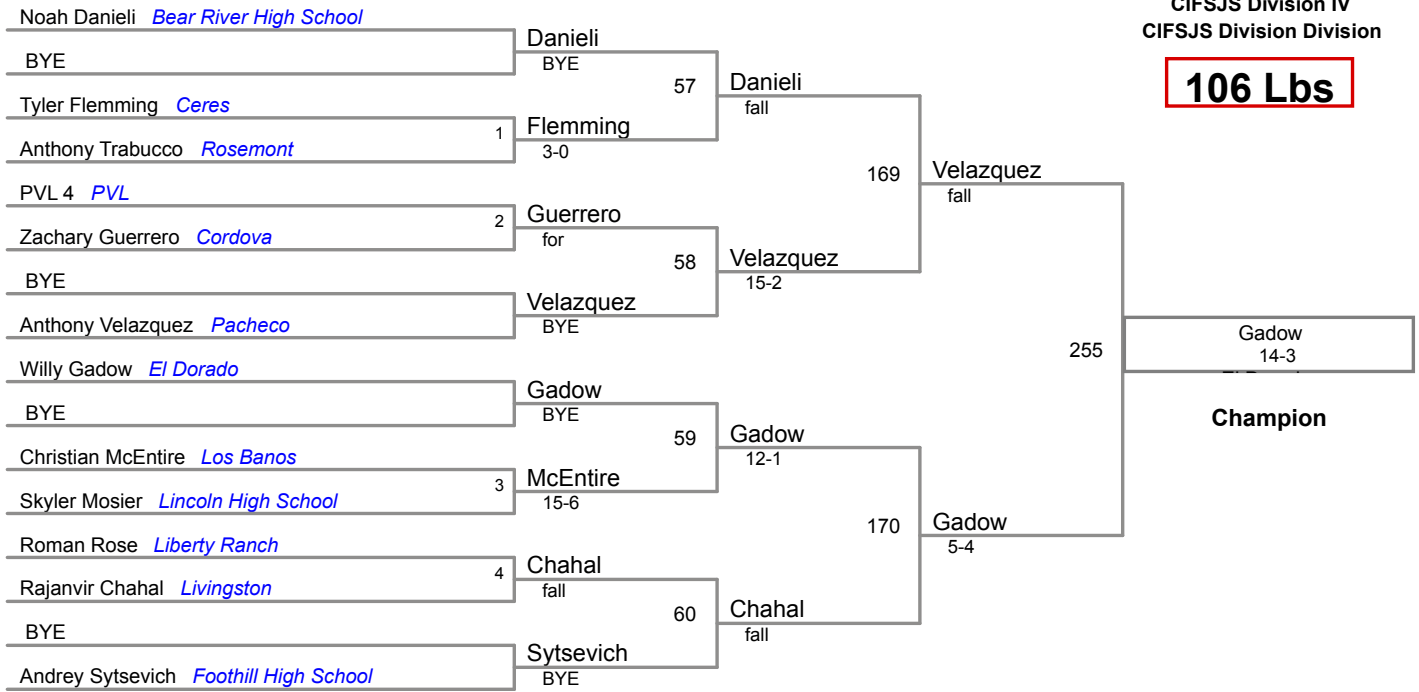 CIFSJS Division IV
CIFSJS Division Division
106 Lbs
Noah Danieli Bear River High School
BYE
Tyler Flemming Ceres
Anthony Trabucco Rosemont
PVL 4 PVL
Zachary Guerrero Cordova
BYE
Anthony Velazquez Pacheco
Willy Gadow El Dorado
BYE
Christian McEntire Los Banos
Skyler Mosier Lincoln High School
Roman Rose Liberty Ranch
Rajanvir Chahal Livingston
BYE
Andrey Sytsevich Foothill High School
1
2
3
4
Danieli
BYE
Flemming
3-0
Guerrero
for
Velazquez
BYE
Gadow
BYE
McEntire
15-6
Chahal
fall
Sytsevich
BYE
57
58
59
60
Danieli
fall
Velazquez
15-2
Gadow
12-1
Chahal
fall
169
170
Velazquez
fall
Gadow
5-4
255
Gadow
14-3
Champion